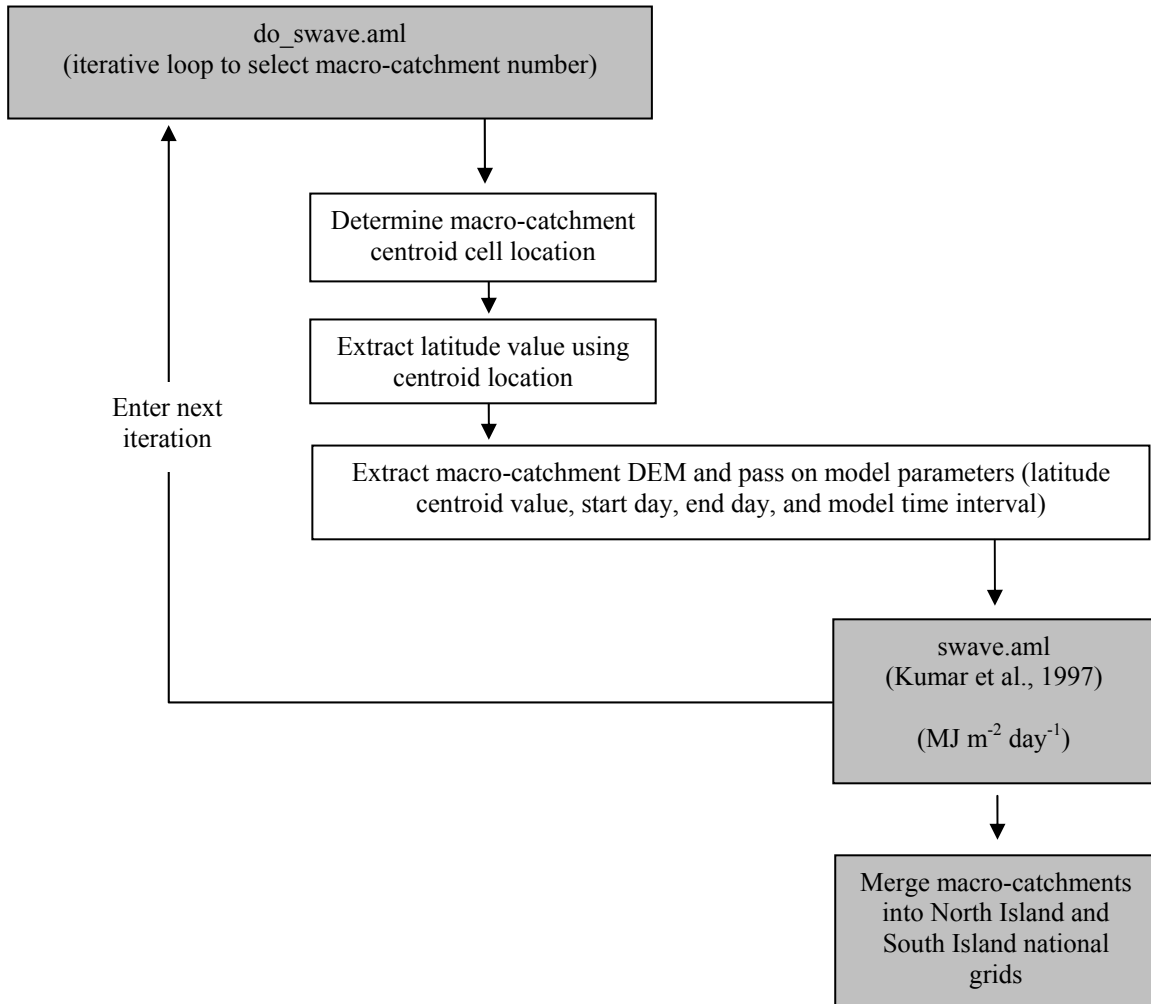 do_swave.aml
(iterative loop to select macro-catchment number)
Determine macro-catchment
centroid cell location
Extract latitude value using
centroid location
Enter next
iteration
Extract macro-catchment DEM and pass on model parameters (latitude
centroid value, start day, end day, and model time interval)
swave.aml
(Kumar et al., 1997)
(MJ m⁻² day⁻¹)
Merge macro-catchments
into North Island and
South Island national
grids